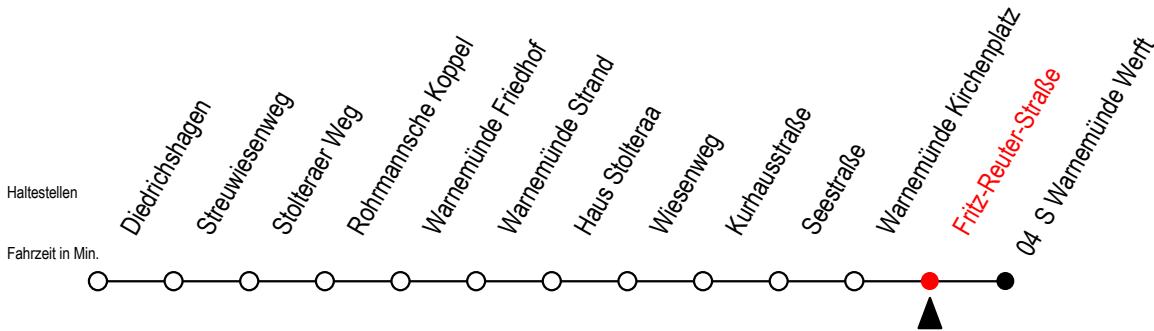 Haltestellen
Fahrzeit in Min.
Diedrichshagen
Streuwiesenweg
Stolteraer Weg
Rohrmannsche Koppel
Warnemünde Friedhof
Warnemünde Strand
Haus Stolteraa
Wiesenweg
Kurhausstraße
Seestraße
Warnemünde Kirchenplatz
Fritz-Reuter-Straße
04 S Warnemünde Werft